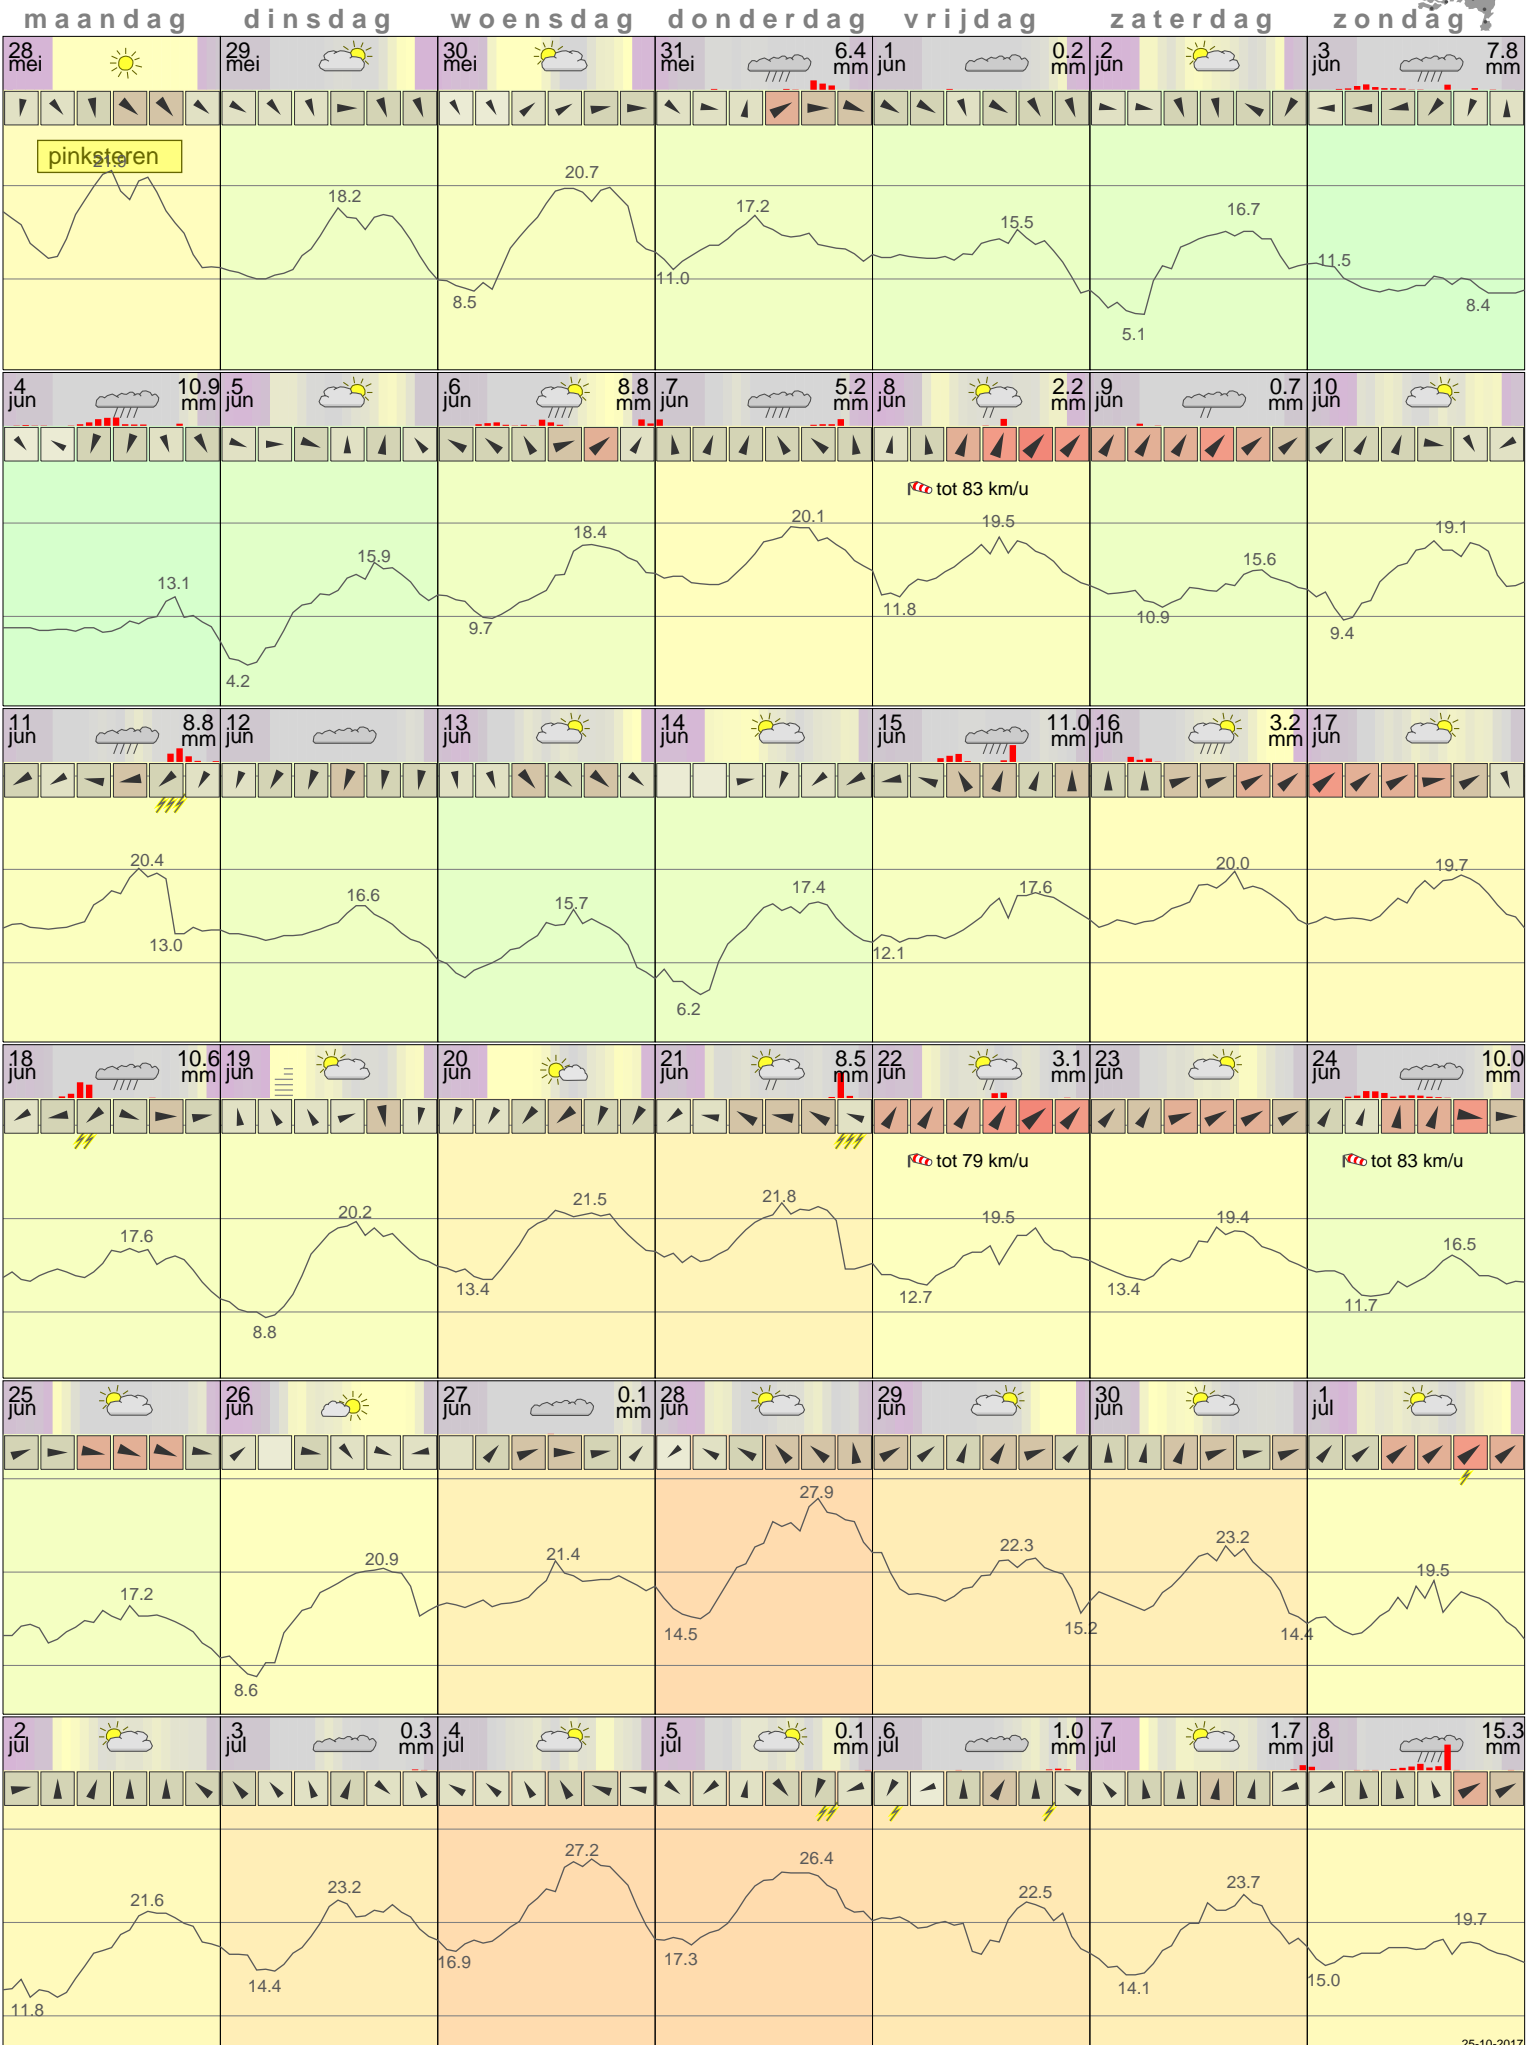 maandag dinsdag woensdag donderdag vrijdag zaterdag zondag
28 mei 29 mei 30 mei 31 mei 6.4 mm .1 jun 0.2 mm .2 jun .3 jun 7.8 mm
pinksteren
21.9 18.2 20.7 17.2 15.5 16.7 11.5
8.5 11.0 5.1 8.4
.4 jun 10.9 mm .5 jun .6 jun 8.8 mm .7 jun 5.2 mm .8 jun 2.2 mm .9 jun 0.7 mm 10 jun
tot 83 km/u
13.1 15.9 18.4 20.1 19.5 15.6 19.1
4.2 9.7 11.8 10.9 9.4
11 jun 8.8 mm 12 jun 13 jun 14 jun 15 jun 11.0 mm 16 jun 3.2 mm 17 jun
20.4 16.6 15.7 17.4 17.6 20.0 19.7
13.0 6.2 12.1
18 jun 10.6 mm 19 jun 20 jun 21 jun 8.5 mm 22 jun 3.1 mm 23 jun 24 jun 10.0 mm
tot 79 km/u tot 83 km/u
17.6 20.2 21.5 21.8 19.5 19.4 16.5
8.8 13.4 12.7 13.4 11.7
25 jun 26 jun 27 jun 0.1 mm 28 jun 29 jun 30 jun .1 jul
17.2 20.9 21.4 27.9 22.3 23.2 19.5
8.6 14.5 15.2 14.4
.2 jul .3 jul 0.3 mm .4 jul .5 jul 0.1 mm .6 jul 1.0 mm .7 jul 1.7 mm .8 jul 15.3 mm
21.6 23.2 27.2 26.4 22.5 23.7 19.7
11.8 14.4 16.9 17.3 14.1 15.0
25-10-2017